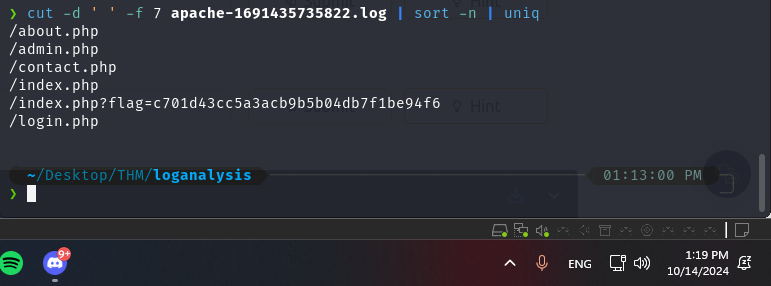 ❯ cut -d ' ' -f 7 apache-1691435735822.log | sort -n | uniq
/about.php
/admin.php
/contact.php
/index.php
/index.php?flag=c701d43cc5a3acb9b5b04db7f1be94f6
/login.php
Hint
~/Desktop/THM/loganalysis
01:13:00 PM
❯
9+
ENG
1:19 PM
10/14/2024